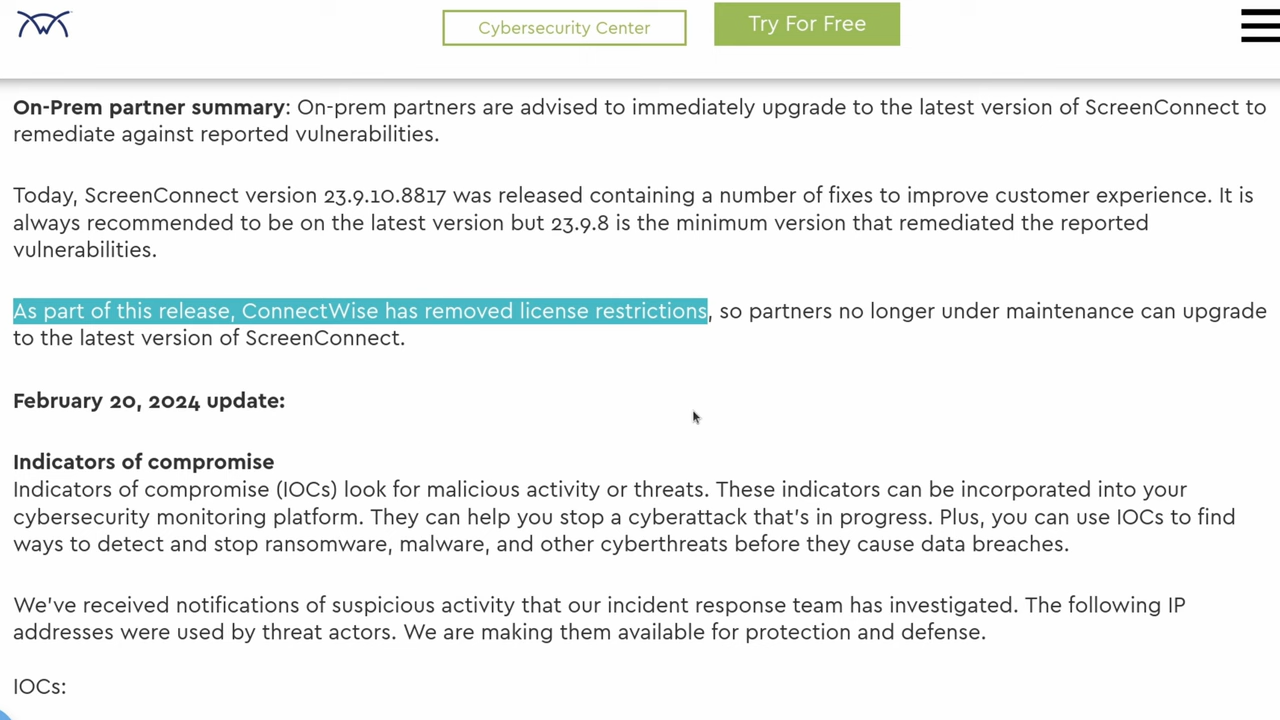 Cybersecurity Center
Try For Free
On-Prem partner summary: On-prem partners are advised to immediately upgrade to the latest version of ScreenConnect to
remediate against reported vulnerabilities.
Today, ScreenConnect version 23.9.10.8817 was released containing a number of fixes to improve customer experience. It is
always recommended to be on the latest version but 23.9.8 is the minimum version that remediated the reported
vulnerabilities.
As part of this release, ConnectWise has removed license restrictions, so partners no longer under maintenance can upgrade
to the latest version of ScreenConnect.
February 20, 2024 update:
Indicators of compromise
Indicators of compromise (IOCs) look for malicious activity or threats. These indicators can be incorporated into your
cybersecurity monitoring platform. They can help you stop a cyberattack that's in progress. Plus, you can use IOCs to find
ways to detect and stop ransomware, malware, and other cyberthreats before they cause data breaches.
We've received notifications of suspicious activity that our incident response team has investigated. The following IP
addresses were used by threat actors. We are making them available for protection and defense.
IOCs: